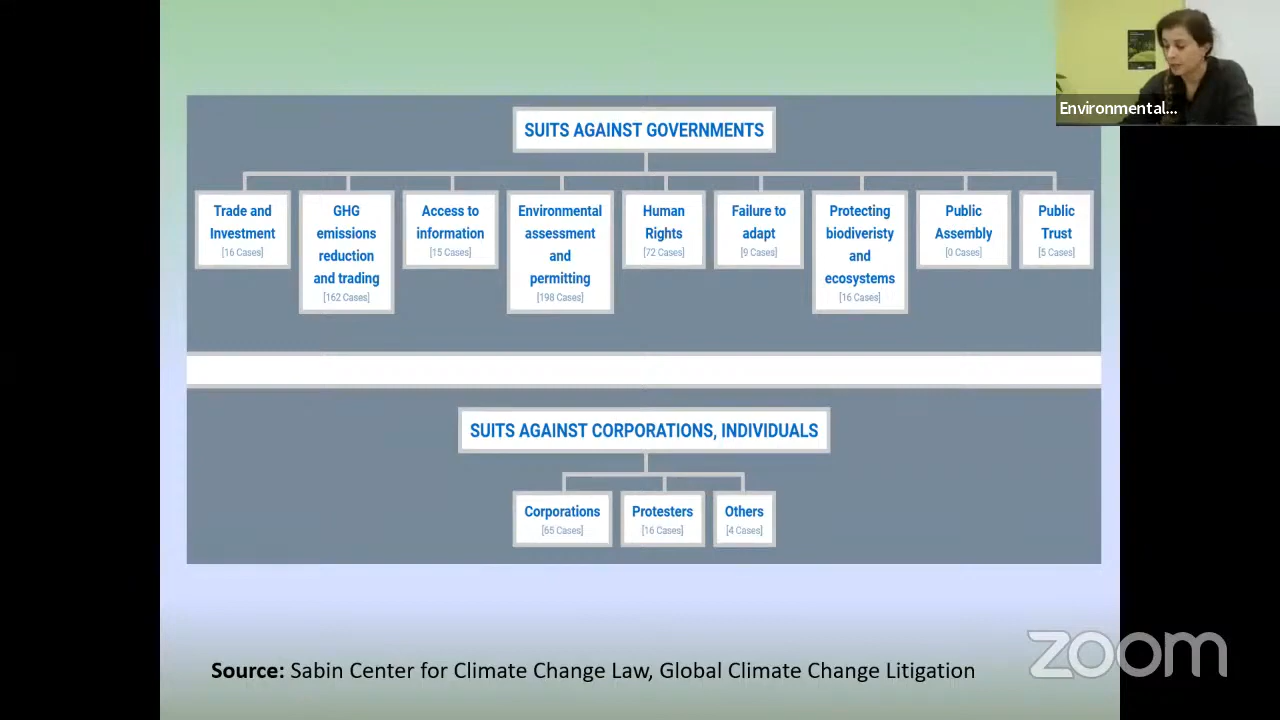 Environmental...
SUITS AGAINST GOVERNMENTS
Trade and
Investment
[16 Cases]
GHG
emissions
reduction
and trading
[162 Cases]
Access to
information
[15 Cases]
Environmental
assessment
and
permitting
[198 Cases]
Human
Rights
[72 Cases]
Failure to
adapt
[9 Cases]
Protecting
biodiveristy
and
ecosystems
[16 Cases]
Public
Assembly
[0 Cases]
Public
Trust
[5 Cases]
SUITS AGAINST CORPORATIONS, INDIVIDUALS
Corporations
[65 Cases]
Protesters
[16 Cases]
Others
[4 Cases]
Source: Sabin Center for Climate Change Law, Global Climate Change Litigation
zoom